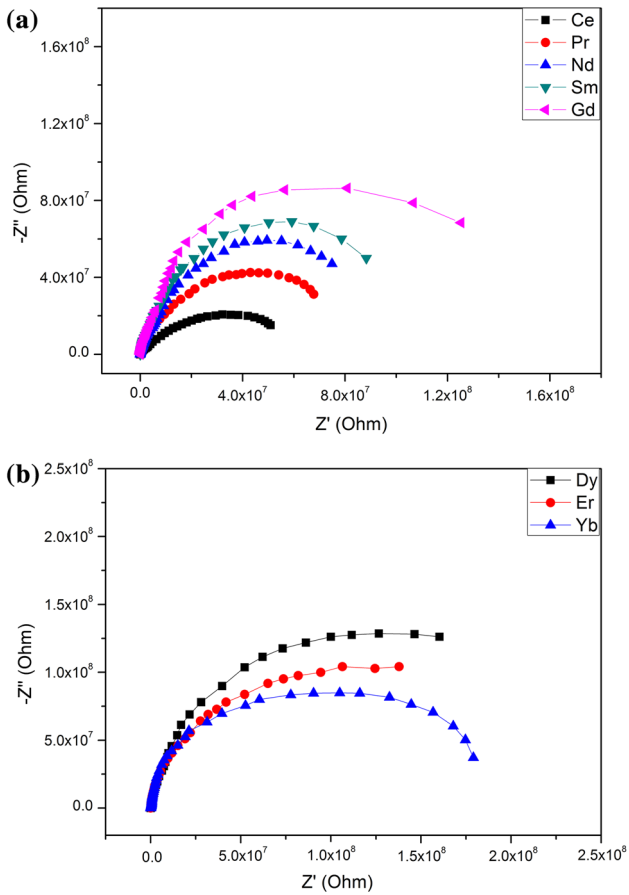 (a)
Ce
Pr
Nd
Sm
Gd
1.6x10⁸
1.2x10⁸
8.0x10⁷
4.0x10⁷
0.0
-Z'' (Ohm)
0.0 4.0x10⁷ 8.0x10⁷ 1.2x10⁸ 1.6x10⁸
Z' (Ohm)
(b)
Dy
Er
Yb
2.5x10⁸
2.0x10⁸
1.5x10⁸
1.0x10⁸
5.0x10⁷
0.0
-Z'' (Ohm)
0.0 5.0x10⁷ 1.0x10⁸ 1.5x10⁸ 2.0x10⁸ 2.5x10⁸
Z' (Ohm)